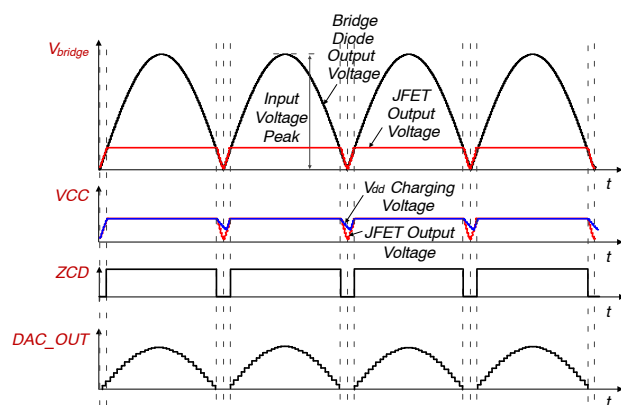 Bridge
Diode
Output
Voltage
V_bridge
Input
Voltage
Peak
JFET
Output
Voltage
t
VCC
V_dd Charging
Voltage
JFET Output
Voltage
t
ZCD
t
DAC_OUT
t